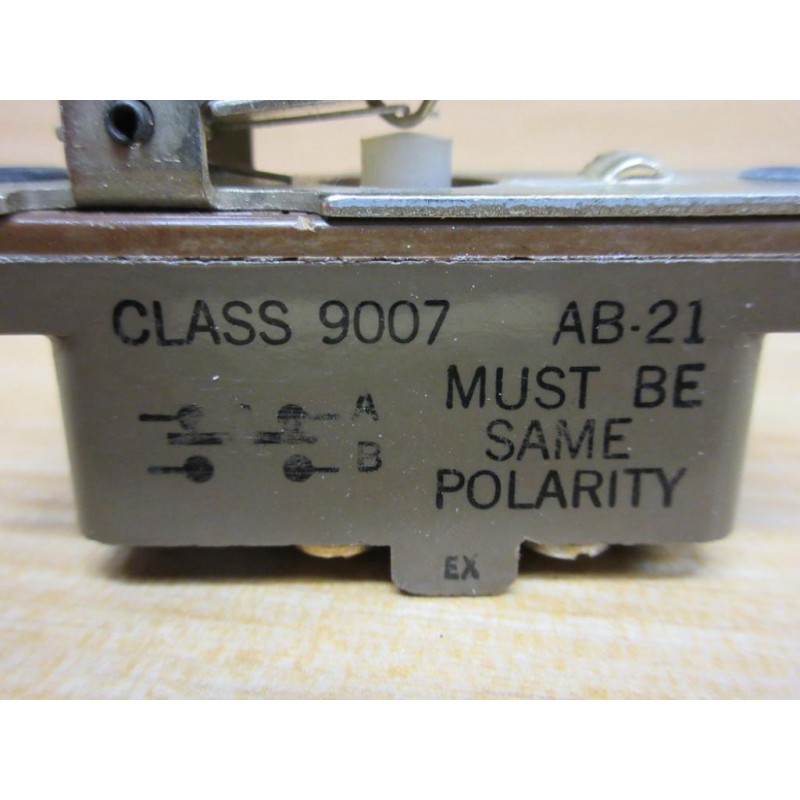 CLASS 9007 AB-21
MUST BE
A
SAME
B
POLARITY
EX